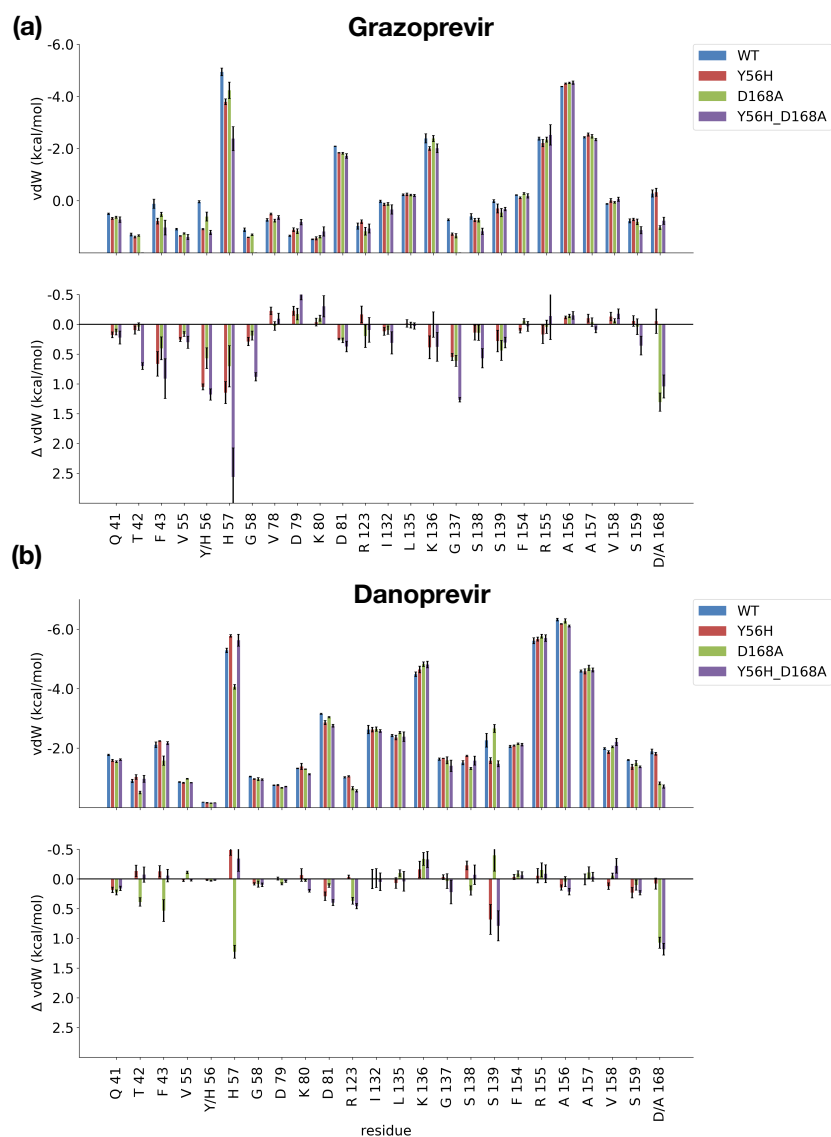 (a)
Grazoprevir
-6.0
-4.0
-2.0
0.0
vdW (kcal/mol)
WT
Y56H
D168A
Y56H_D168A
-0.5
0.0
0.5
1.0
1.5
2.0
2.5
Δ vdW (kcal/mol)
Q 41
T 42
F 43
V 55
Y/H 56
H 57
G 58
V 78
D 79
K 80
D 81
R 123
I 132
L 135
K 136
G 137
S 138
S 139
F 154
R 155
A 156
A 157
V 158
S 159
D/A 168
(b)
Danoprevir
-6.0
-4.0
-2.0
vdW (kcal/mol)
WT
Y56H
D168A
Y56H_D168A
-0.5
0.0
0.5
1.0
1.5
2.0
2.5
Δ vdW (kcal/mol)
Q 41
T 42
F 43
V 55
Y/H 56
H 57
G 58
D 79
K 80
D 81
R 123
I 132
L 135
K 136
G 137
S 138
S 139
F 154
R 155
A 156
A 157
V 158
S 159
D/A 168
residue